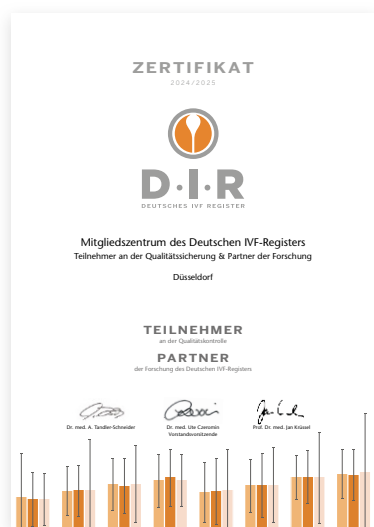 ZERTIFIKAT
2024/2025
D·I·R
DEUTSCHES IVF REGISTER
Mitgliedszentrum des Deutschen IVF-Registers
Teilnehmer an der Qualitätssicherung & Partner der Forschung
Düsseldorf
TEILNEHMER
an der Qualitätskontrolle
PARTNER
der Forschung des Deutschen IVF-Registers
Dr. med. A. Tandler-Schneider Dr. med. Ute Czeromin Prof. Dr. med. Jan Krüssel
Vorstandsvorsitzende